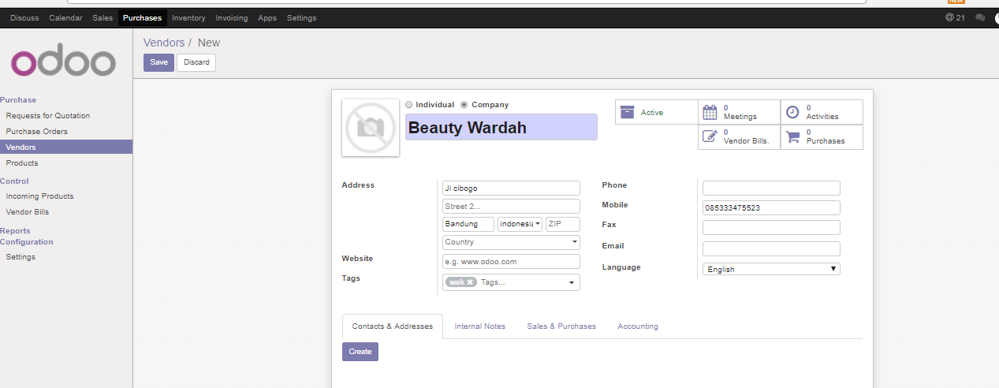 NEW
Discuss Calendar Sales Purchases Inventory Invoicing Apps Settings @ 21
odoo
Vendors / New
Save Discard
Purchase
Requests for Quotation
Purchase Orders
Vendors
Products
Control
Incoming Products
Vendor Bills
Reports
Configuration
Settings
Individual Company
Beauty Wardah
Active
0 Meetings
0 Activities
0 Vendor Bills.
0 Purchases
Address Jl cibogo
Street 2...
Bandung indonesia ZIP
Country
Website e.g. www.odoo.com
Tags walk ✖ Tags...
Phone
Mobile 085333475523
Fax
Email
Language English
Contacts & Addresses Internal Notes Sales & Purchases Accounting
Create